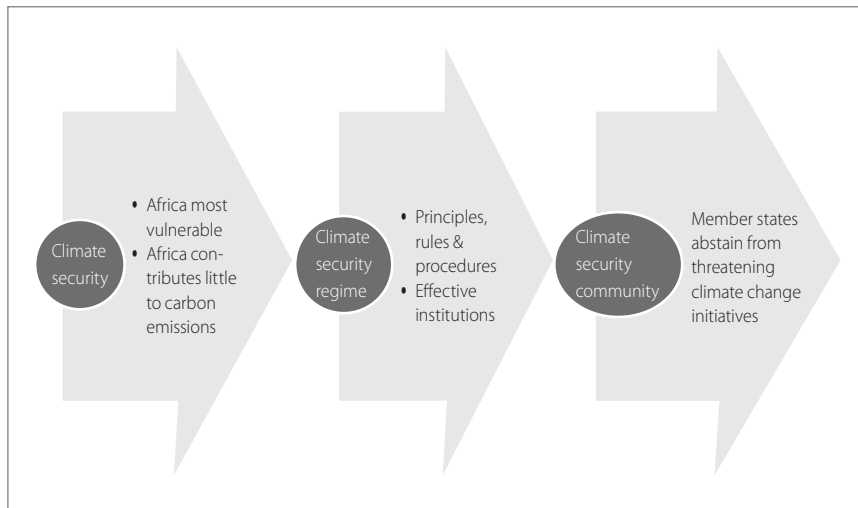 Climate
security
• Africa most
vulnerable
• Africa con-
tributes little
to carbon
emissions
Climate
security
regime
• Principles,
rules &
procedures
• Effective
institutions
Climate
security
community
Member states
abstain from
threatening
climate change
initiatives